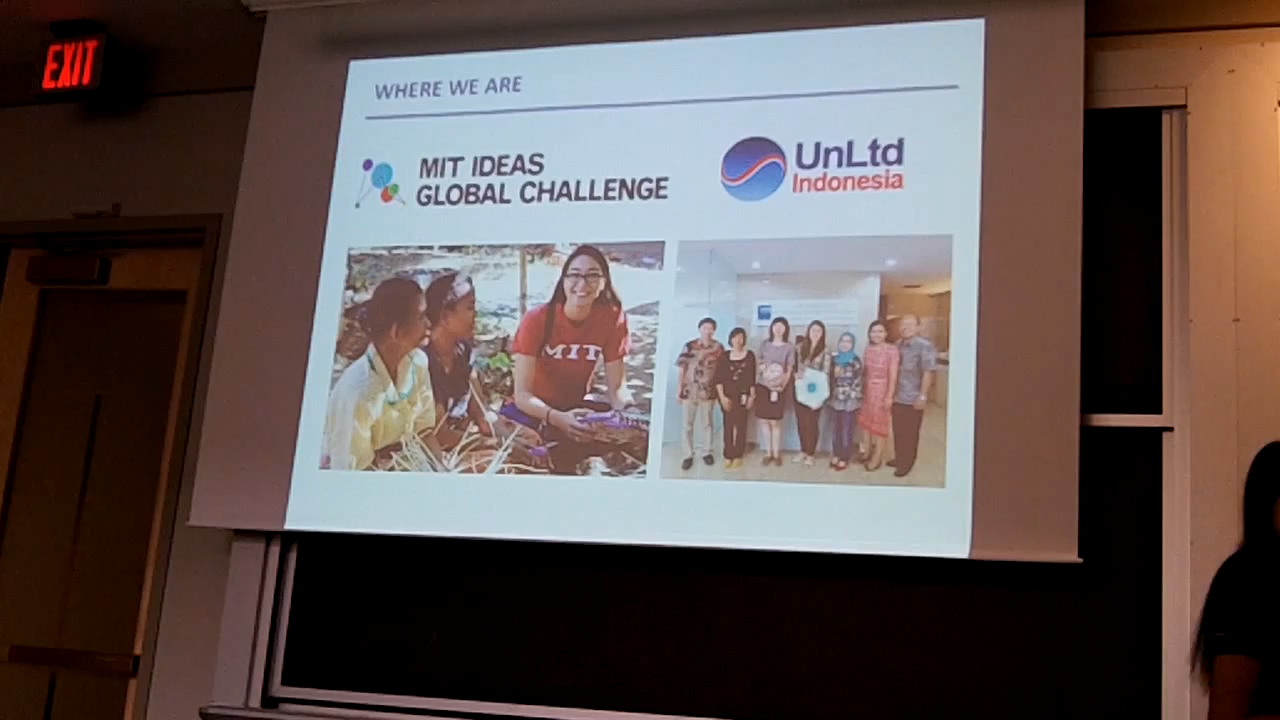 EXIT
WHERE WE ARE
MIT IDEAS
GLOBAL CHALLENGE
UnLtd
Indonesia
MIT